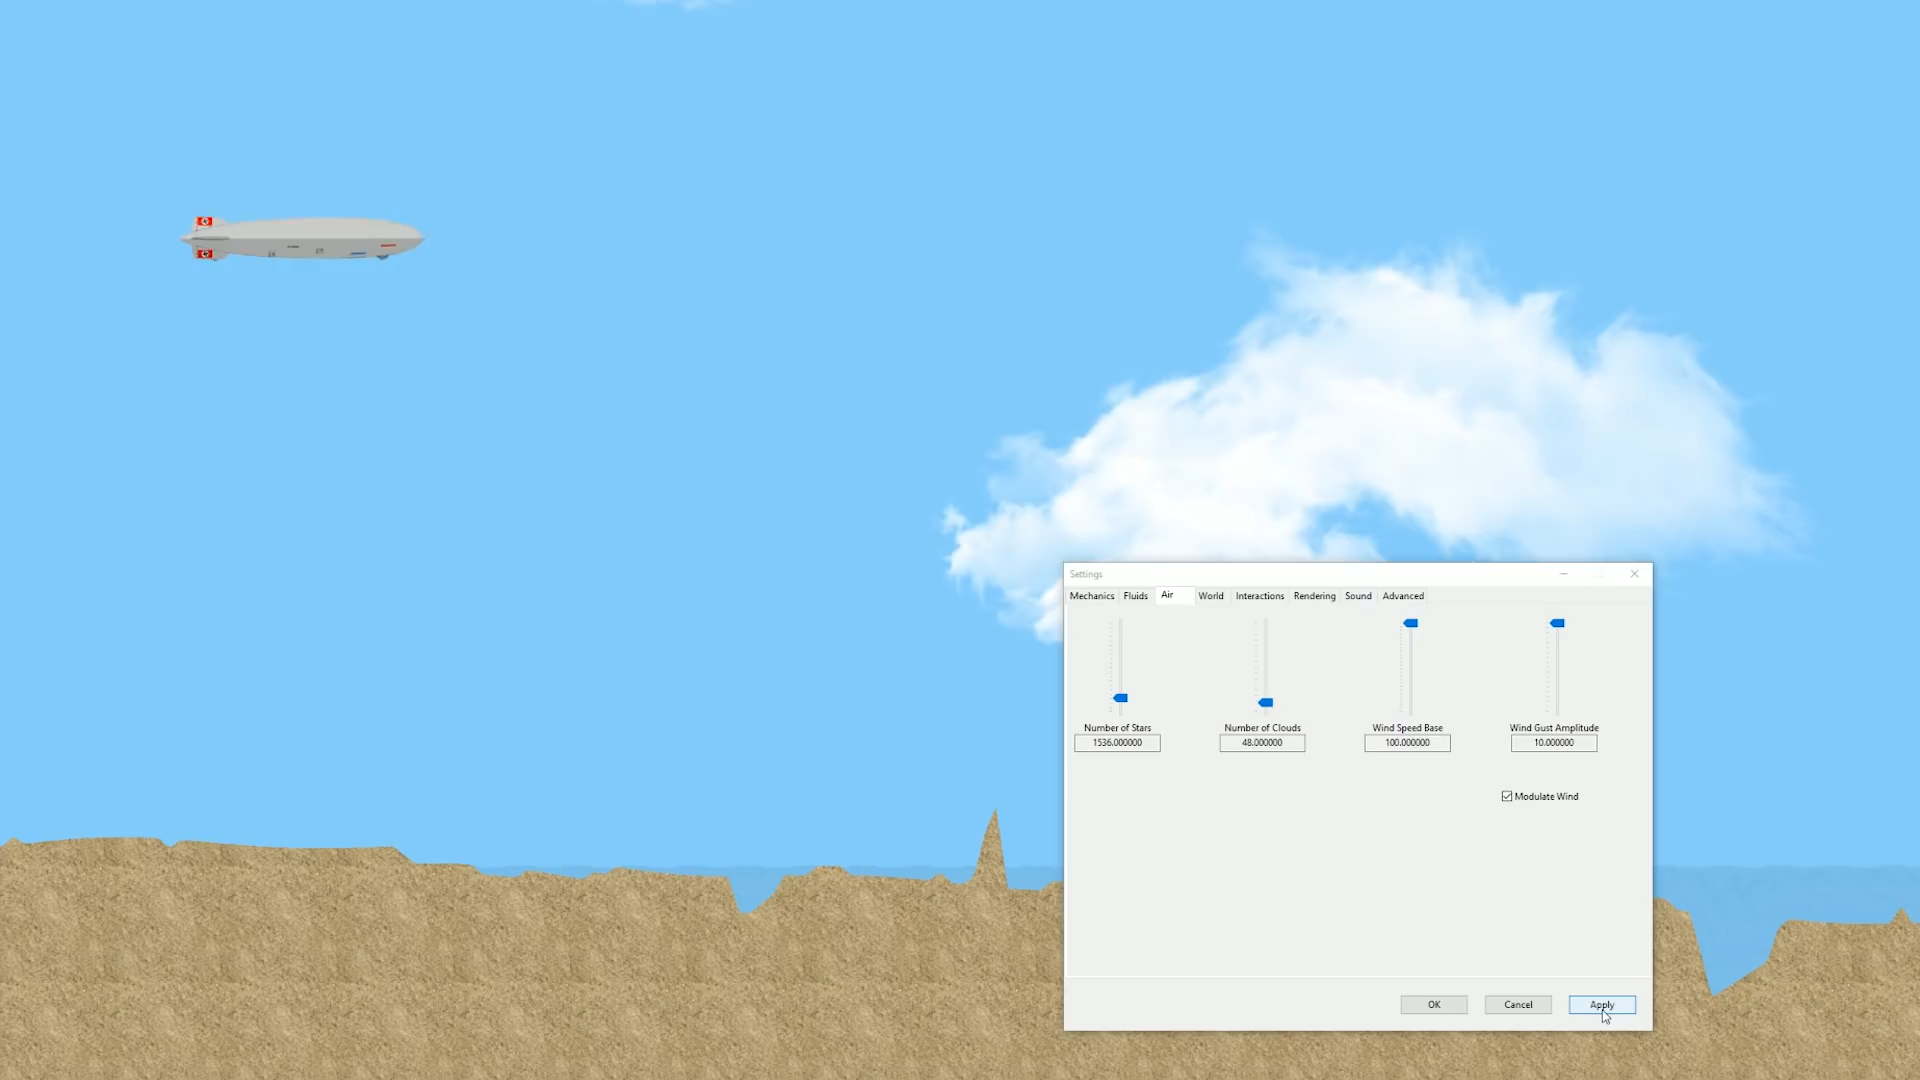 Settings
Mechanics Fluids Air World Interactions Rendering Sound Advanced
Number of Stars Number of Clouds Wind Speed Base Wind Gust Amplitude
1536.000000 48.000000 100.000000 10.000000
Modulate Wind
OK Cancel Apply